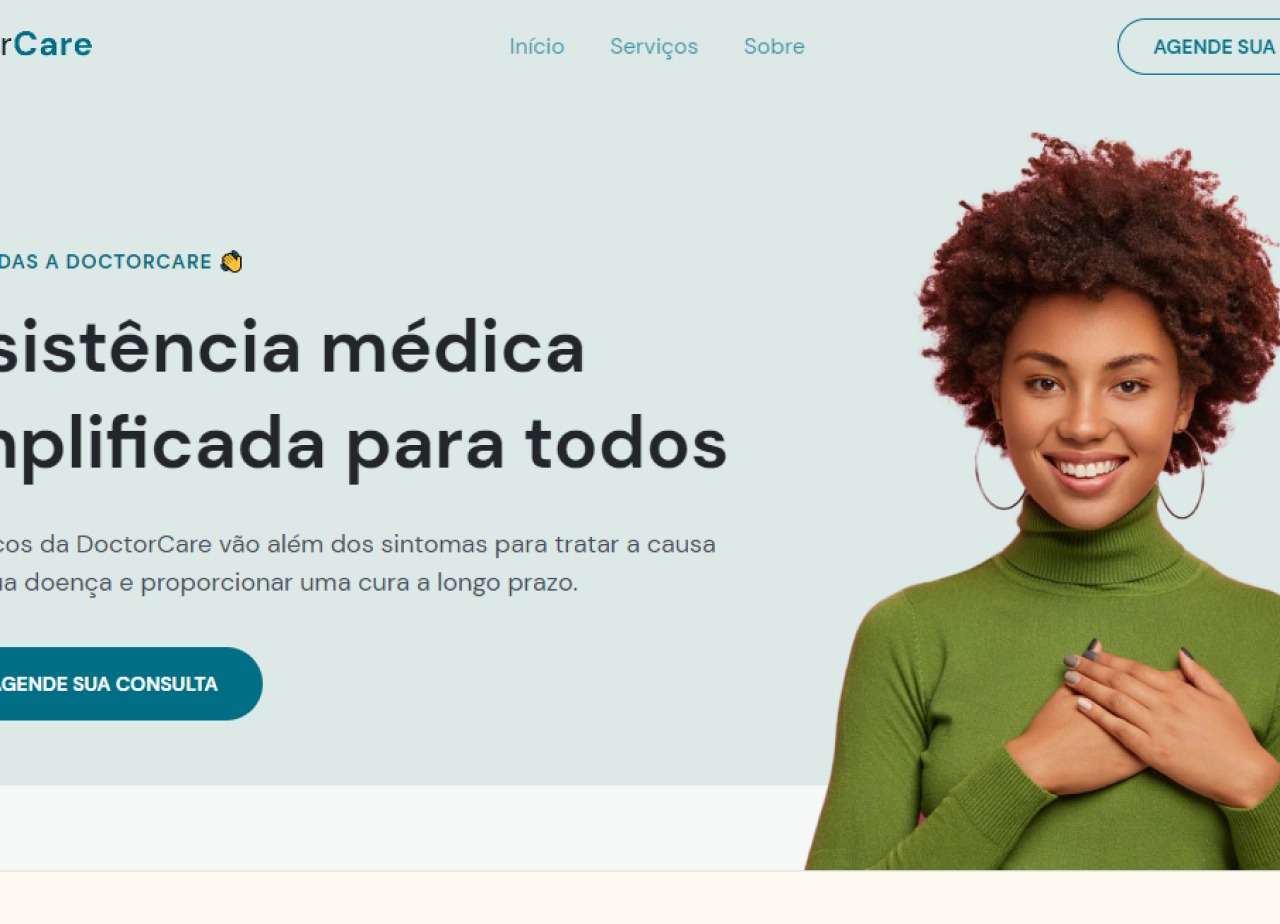 rCare
Início Serviços Sobre
AGENDE SUA
DAS A DOCTORCARE 👋
sistência médica
plificada para todos
cos da DoctorCare vão além dos sintomas para tratar a causa
ua doença e proporcionar uma cura a longo prazo.
AGENDE SUA CONSULTA